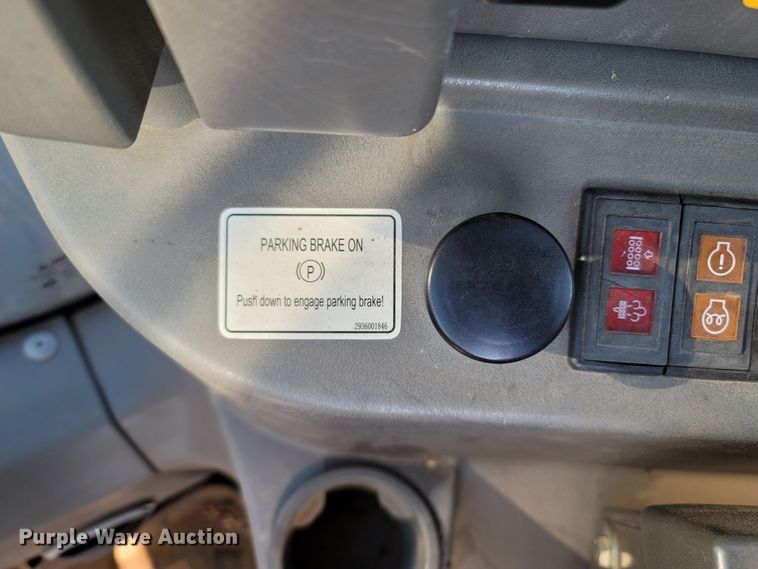 PARKING BRAKE ON
(P)
Push down to engage parking brake!
2936001846
Purple Wave Auction